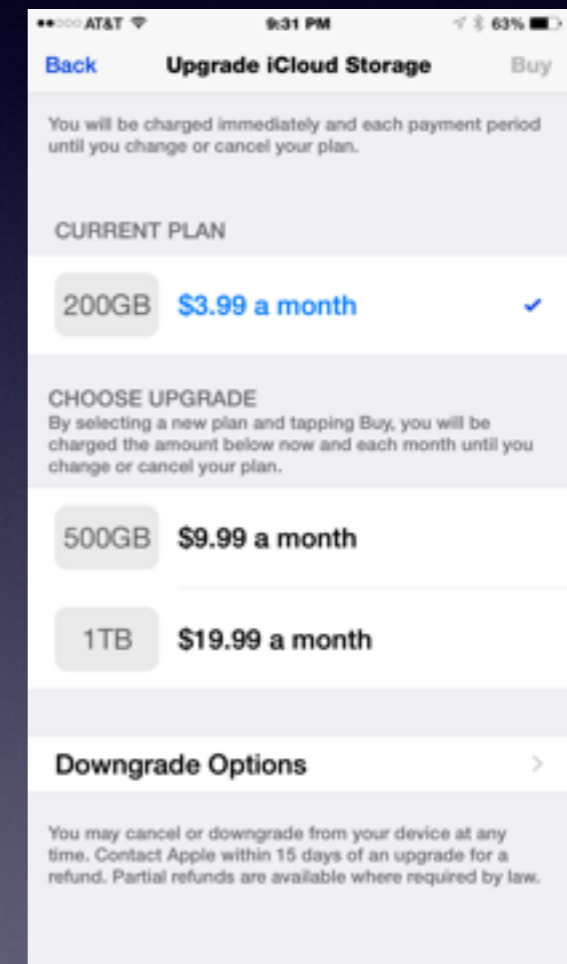 AT&T 9:31 PM 63%
Back Upgrade iCloud Storage Buy
You will be charged immediately and each payment period
until you change or cancel your plan.
CURRENT PLAN
200GB $3.99 a month
CHOOSE UPGRADE
By selecting a new plan and tapping Buy, you will be
charged the amount below now and each month until you
change or cancel your plan.
500GB $9.99 a month
1TB $19.99 a month
Downgrade Options
You may cancel or downgrade from your device at any
time. Contact Apple within 15 days of an upgrade for a
refund. Partial refunds are available where required by law.